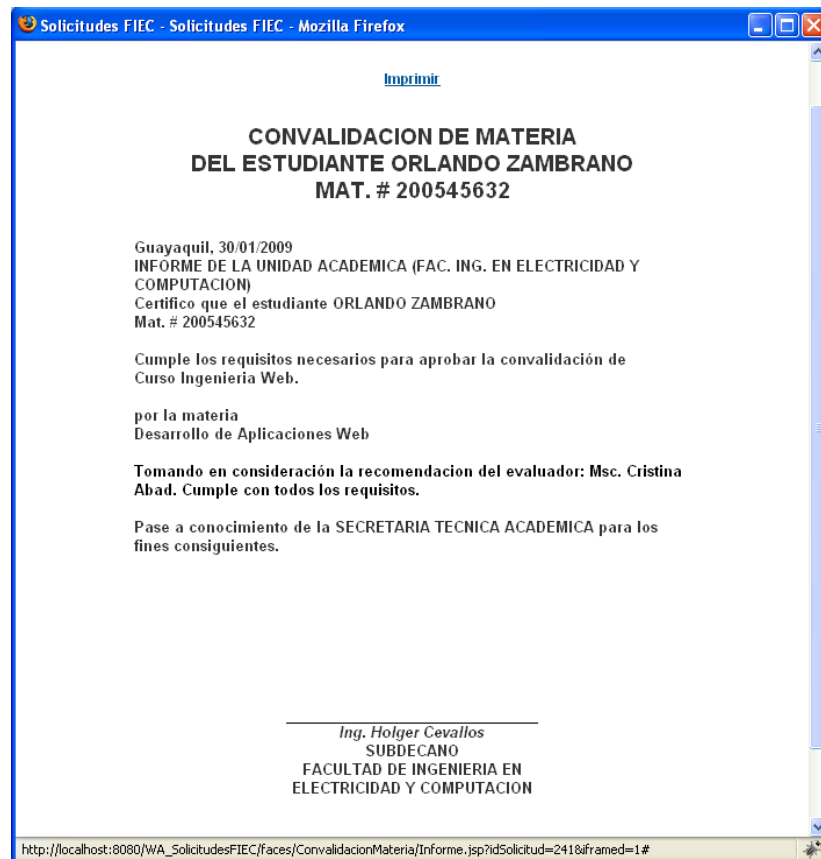 Solicitudes FIEC - Solicitudes FIEC - Mozilla Firefox
Imprimir
CONVALIDACION DE MATERIA
DEL ESTUDIANTE ORLANDO ZAMBRANO
MAT. # 200545632
Guayaquil, 30/01/2009
INFORME DE LA UNIDAD ACADEMICA (FAC. ING. EN ELECTRICIDAD Y
COMPUTACION)
Certifico que el estudiante ORLANDO ZAMBRANO
Mat. # 200545632
Cumple los requisitos necesarios para aprobar la convalidación de
Curso Ingenieria Web.
por la materia
Desarrollo de Aplicaciones Web
Tomando en consideración la recomendacion del evaluador: Msc. Cristina
Abad. Cumple con todos los requisitos.
Pase a conocimiento de la SECRETARIA TECNICA ACADEMICA para los
fines consiguientes.
Ing. Holger Cevallos
SUBDECANO
FACULTAD DE INGENIERIA EN
ELECTRICIDAD Y COMPUTACION
http://localhost:8080/WA_SolicitudesFIEC/faces/ConvalidacionMateria/Informe.jsp?idSolicitud=241&iframed=1#